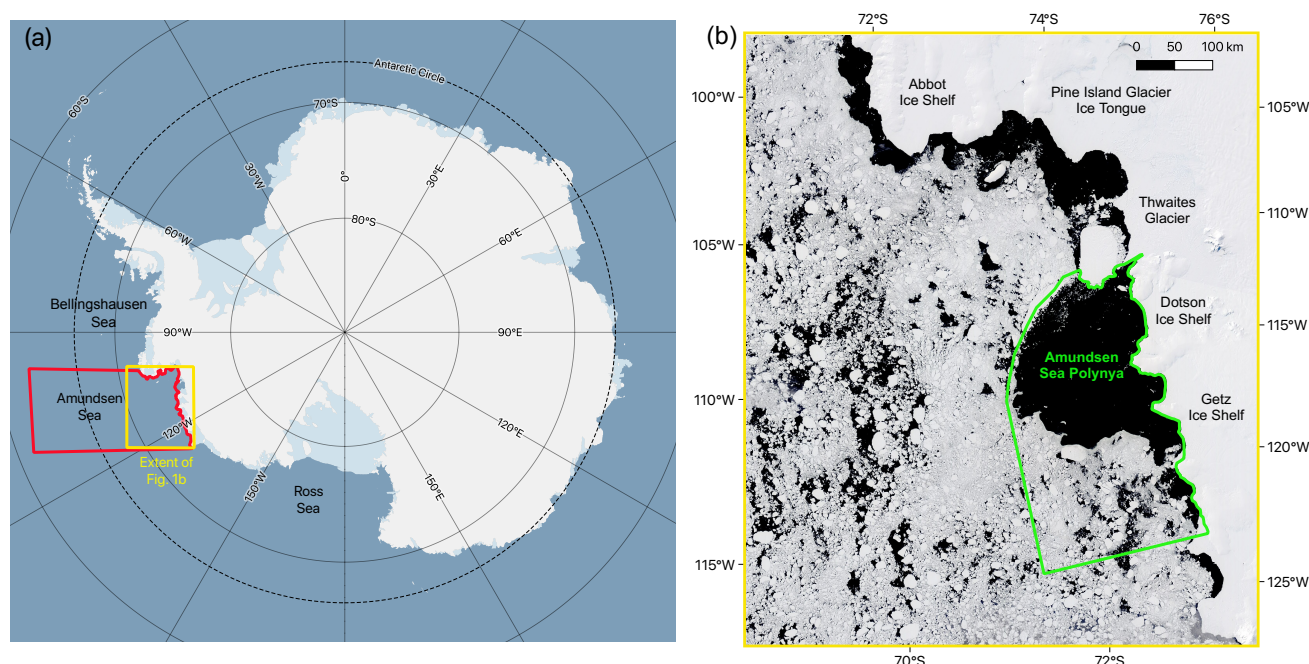 (a)
Antarctic Circle
60°S
70°S
30°W
0°
30°E
80°S
60°W
60°E
Bellingshausen
Sea
90°W
90°E
Amundsen
Sea
120°W
120°E
Extent of
Fig. 1b
150°W
Ross
Sea
150°E
(b)
72°S
74°S
76°S
0 50 100 km
100°W
Abbot
Ice Shelf
Pine Island Glacier
Ice Tongue
105°W
Thwaites
Glacier
110°W
105°W
Dotson
Ice Shelf
115°W
Amundsen
Sea Polynya
110°W
Getz
Ice Shelf
120°W
115°W
125°W
70°S
72°S